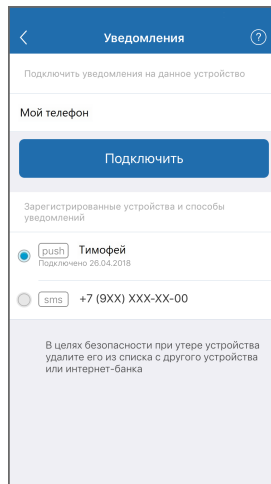 Уведомления ?
Подключить уведомления на данное устройство
Мой телефон
Подключить
Зарегистрированные устройства и способы
уведомлений
push Тимофей
Подключено 26.04.2018
sms +7 (9XX) XXX-XX-00
В целях безопасности при утере устройства
удалите его из списка с другого устройства
или интернет-банка